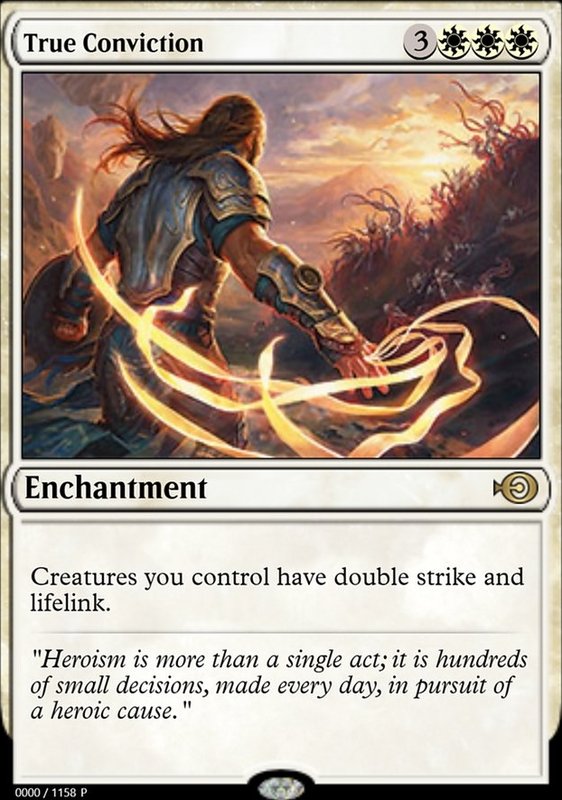 True Conviction 3
Enchantment
Creatures you control have double strike and
lifelink.
"Heroism is more than a single act; it is hundreds
of small decisions, made every day, in pursuit of
a heroic cause."
0000 / 1158 P